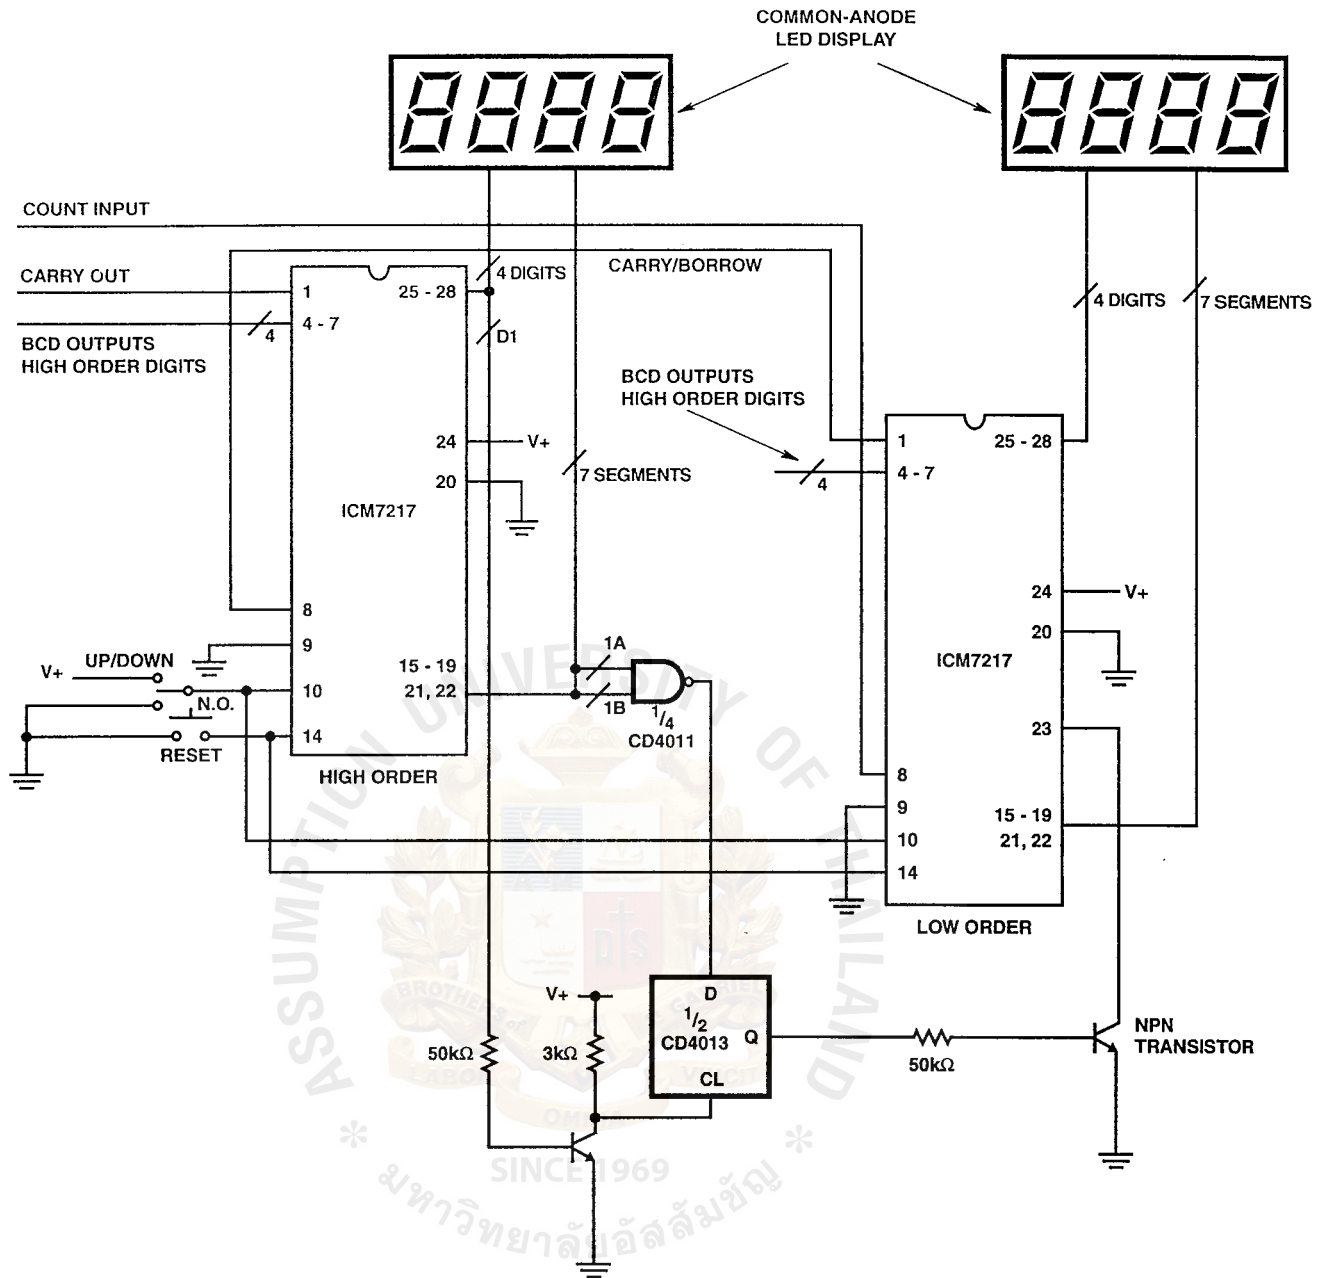 COMMON-ANODE
LED DISPLAY
COUNT INPUT
CARRY OUT
BCD OUTPUTS
HIGH ORDER DIGITS
4
1
4 - 7
25 - 28
4 DIGITS
D1
CARRY/BORROW
24
V+
20
ICM7217
7 SEGMENTS
8
9
10
14
15 - 19
21, 22
HIGH ORDER
V+
UP/DOWN
N.O.
RESET
1A
1B
1/4
CD4011
BCD OUTPUTS
HIGH ORDER DIGITS
4
4 DIGITS
7 SEGMENTS
1
4 - 7
25 - 28
24
V+
20
ICM7217
23
8
9
10
14
15 - 19
21, 22
LOW ORDER
V+
50kΩ
3kΩ
D
1/2
CD4013
Q
CL
50kΩ
NPN
TRANSISTOR
ASSUMPTION UNIVERSITY OF THAILAND
BROTHERS of
ST GABRIEL
DS
LABOR
OMNIA
VINCIT
SINCE 1969
* มหาวิทยาลัยอัสสัมชัญ *